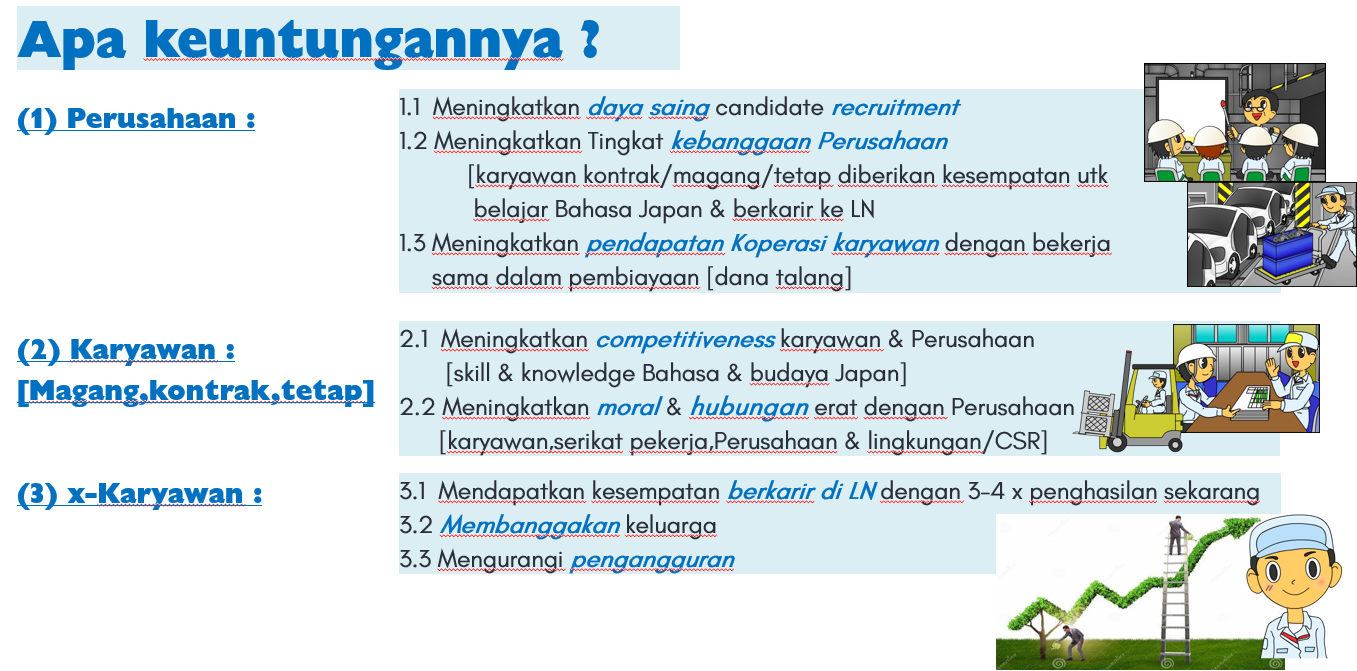 Apa keuntungannya ?
(1) Perusahaan :
1.1 Meningkatkan daya saing candidate recruitment
1.2 Meningkatkan Tingkat kebanggaan Perusahaan
[karyawan kontrak/magang/tetap diberikan kesempatan utk
belajar Bahasa Japan & berkarir ke LN
1.3 Meningkatkan pendapatan Koperasi karyawan dengan bekerja
sama dalam pembiayaan [dana talang]
(2) Karyawan :
[Magang,kontrak,tetap]
2.1 Meningkatkan competitiveness karyawan & Perusahaan
[skill & knowledge Bahasa & budaya Japan]
2.2 Meningkatkan moral & hubungan erat dengan Perusahaan
[karyawan,serikat pekerja,Perusahaan & lingkungan/CSR]
(3) x-Karyawan :
3.1 Mendapatkan kesempatan berkarir di LN dengan 3-4 x penghasilan sekarang
3.2 Membanggakan keluarga
3.3 Mengurangi pengangguran